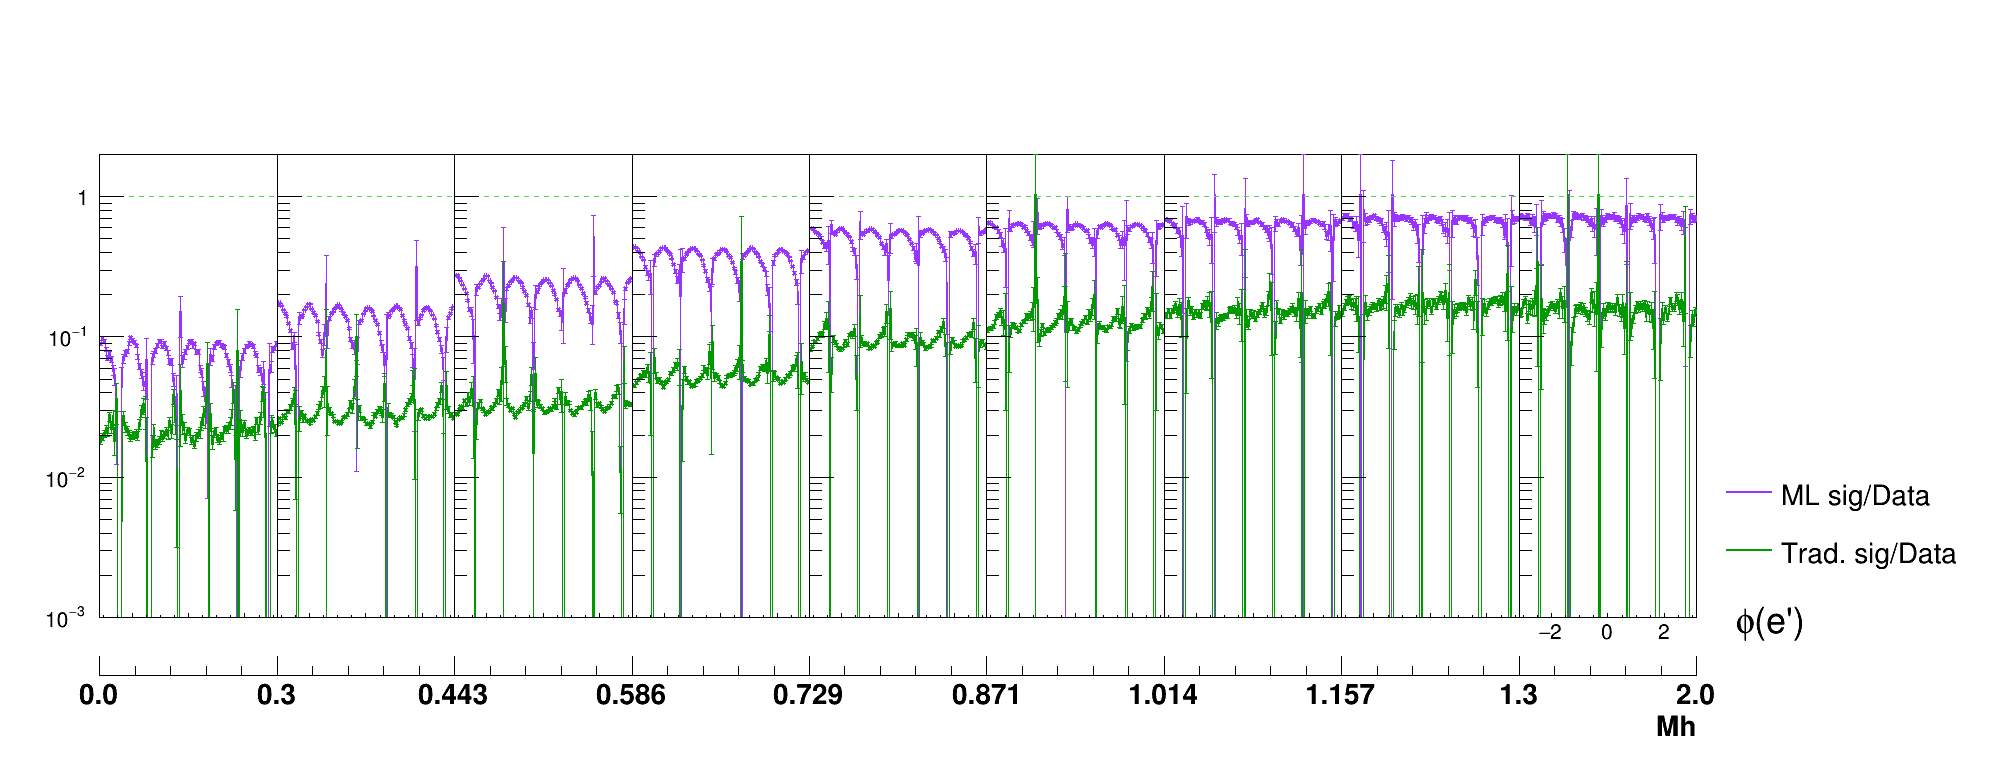 1
10⁻¹
10⁻²
10⁻³
ML sig/Data
Trad. sig/Data
−2 0 2
ϕ(e')
0.0 0.3 0.443 0.586 0.729 0.871 1.014 1.157 1.3 2.0
Mh